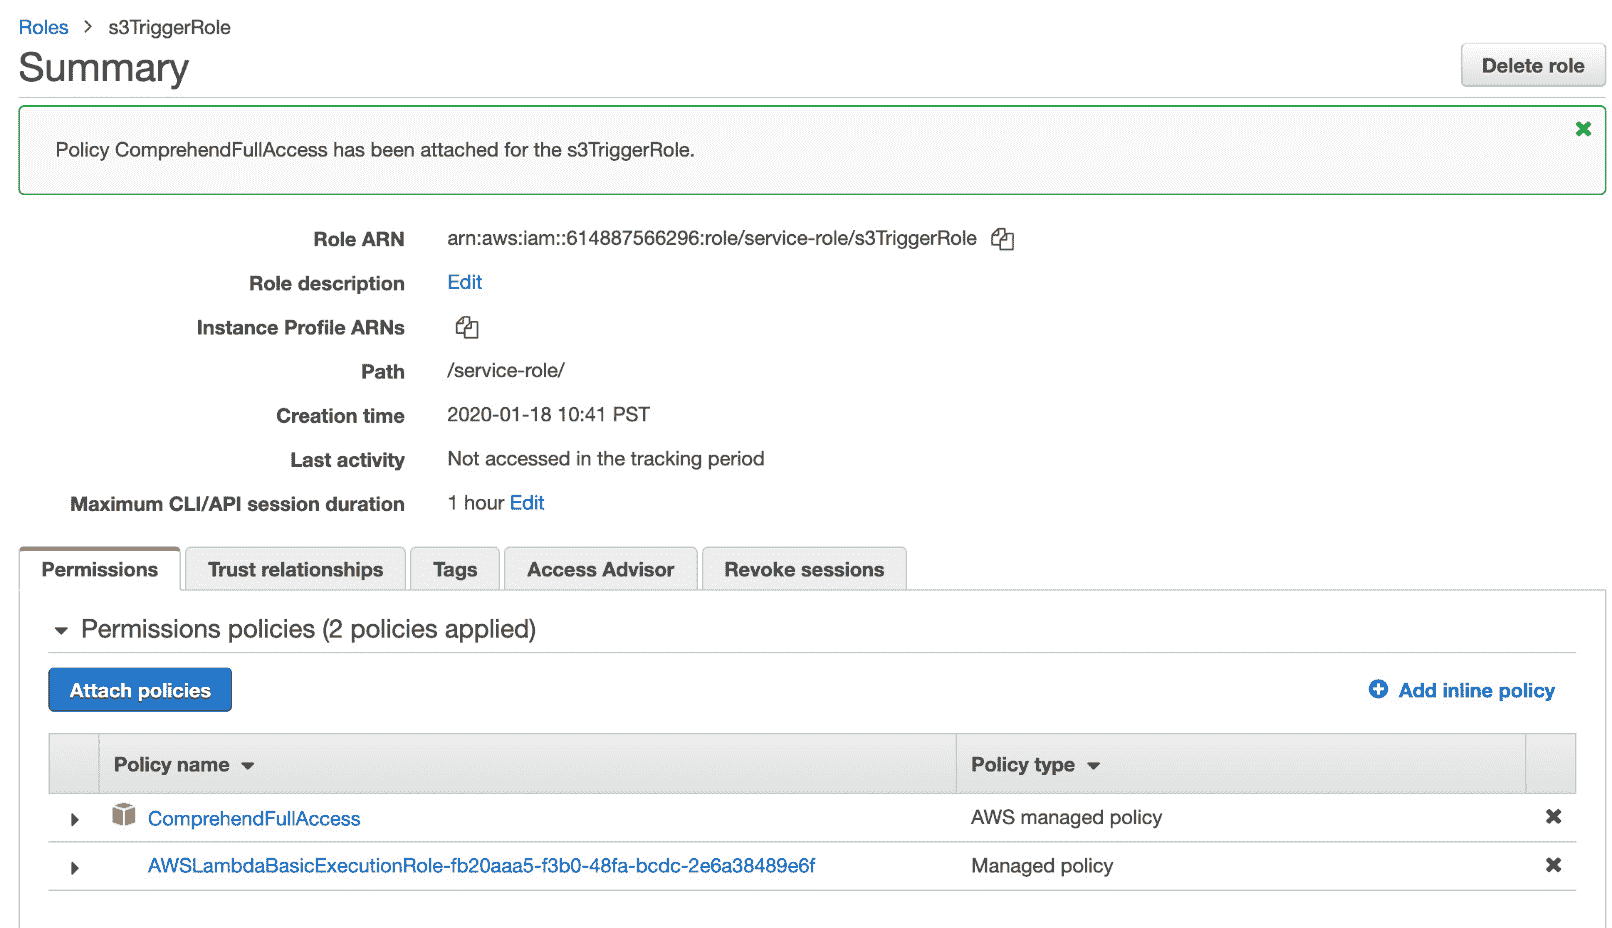 Roles > s3TriggerRole
Summary
Delete role
Policy ComprehendFullAccess has been attached for the s3TriggerRole.
Role ARN arn:aws:iam::614887566296:role/service-role/s3TriggerRole
Role description Edit
Instance Profile ARNs
Path /service-role/
Creation time 2020-01-18 10:41 PST
Last activity Not accessed in the tracking period
Maximum CLI/API session duration 1 hour Edit
Permissions Trust relationships Tags Access Advisor Revoke sessions
Permissions policies (2 policies applied)
Attach policies Add inline policy
Policy name Policy type
ComprehendFullAccess AWS managed policy
AWSLambdaBasicExecutionRole-fb20aaa5-f3b0-48fa-bcdc-2e6a38489e6f Managed policy